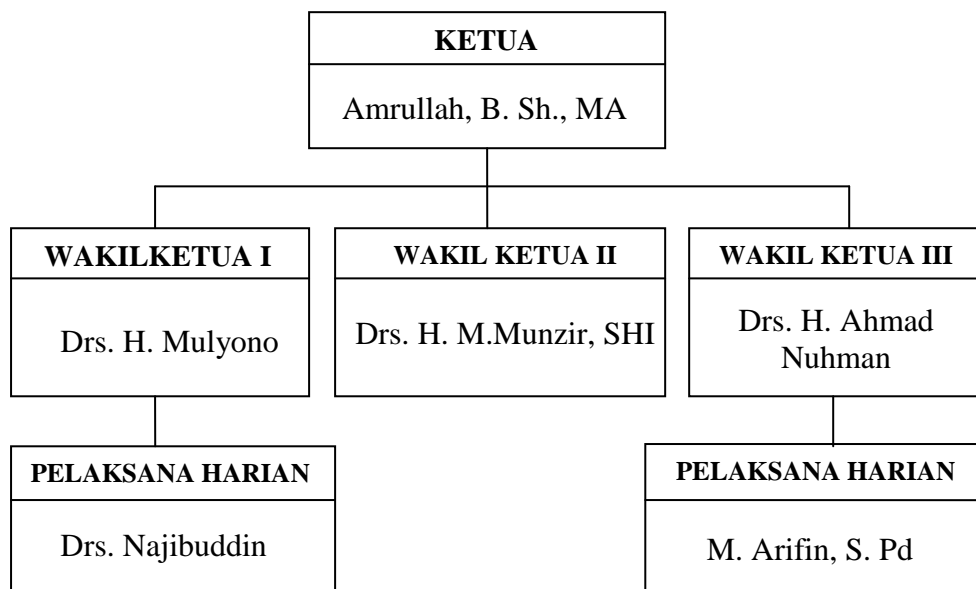 KETUA
Amrullah, B. Sh., MA
WAKILKETUA I
Drs. H. Mulyono
WAKIL KETUA II
Drs. H. M.Munzir, SHI
WAKIL KETUA III
Drs. H. Ahmad
Nuhman
PELAKSANA HARIAN
Drs. Najibuddin
PELAKSANA HARIAN
M. Arifin, S. Pd